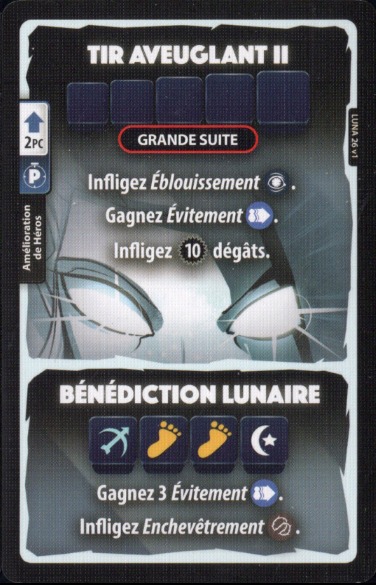 TIR AVEUGLANT II
GRANDE SUITE
2PC
P
Amélioration
de Héros
LUNA 26 v1
Infligez Éblouissement .
Gagnez Évitement .
Infligez 10 dégâts.
BÉNÉDICTION LUNAIRE
Gagnez 3 Évitement .
Infligez Enchevêtrement .